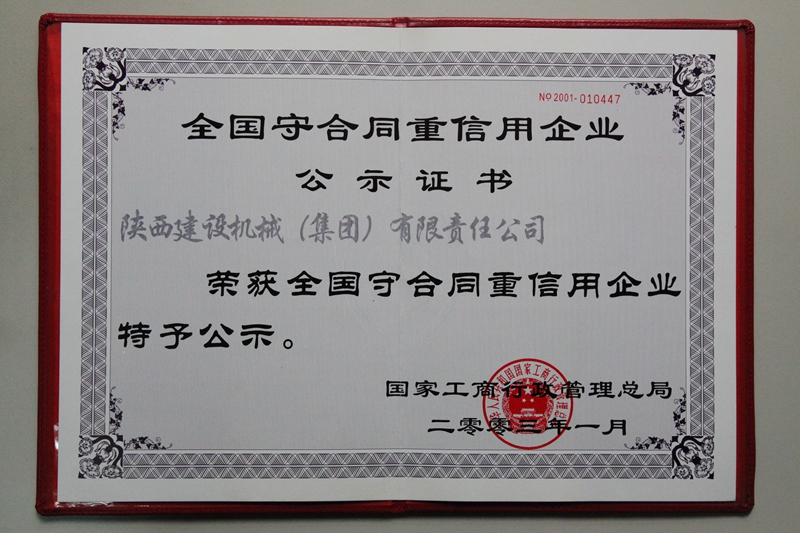 №2001-010447
全国守合同重信用企业
公示证书
陕西建设机械（集团）有限责任公司
荣获全国守合同重信用企业
特予公示。
国家工商行政管理总局
二零零三年一月